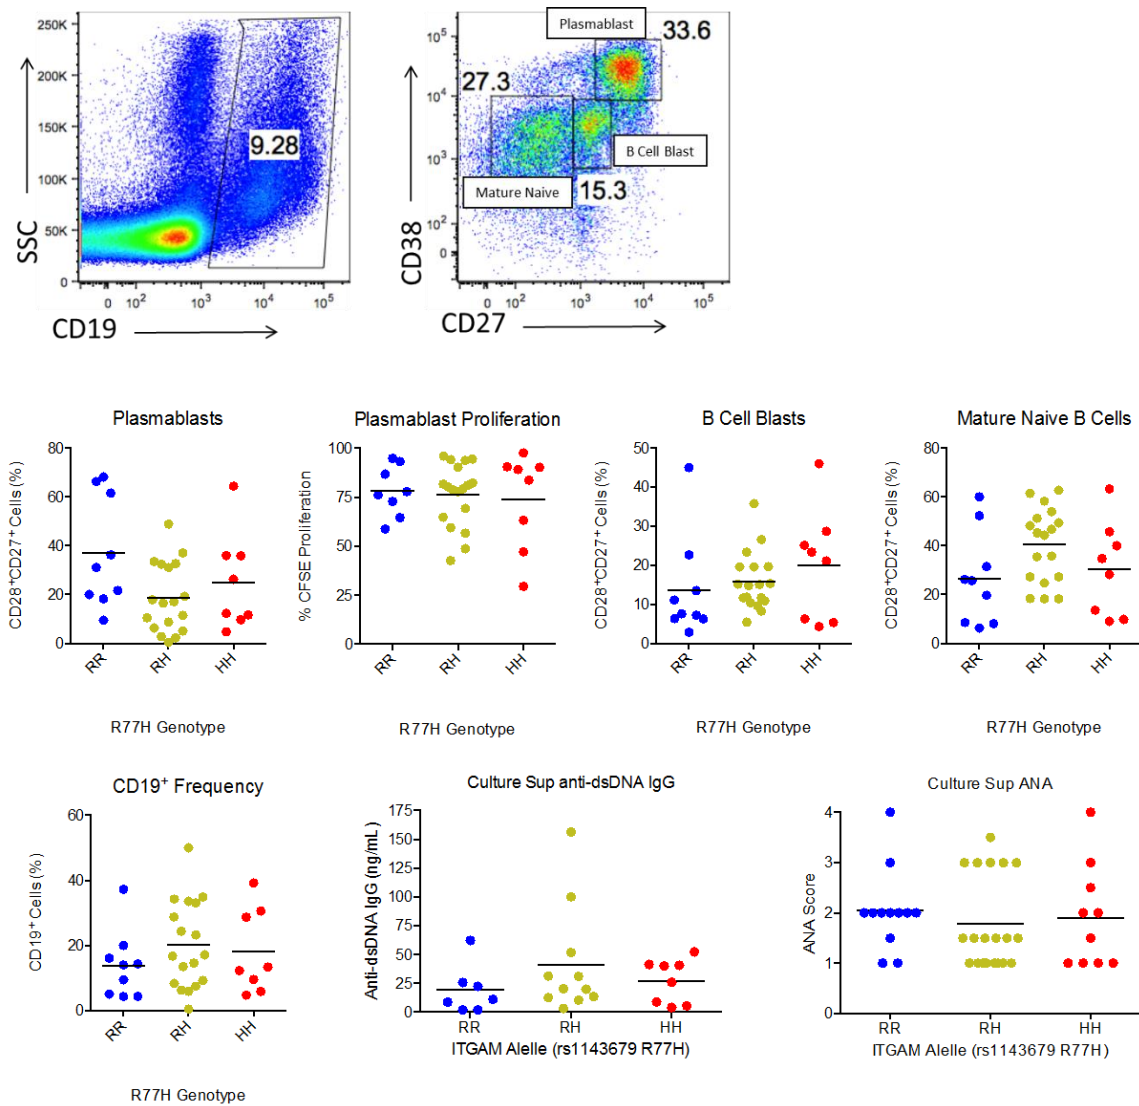 250K
200K
150K
100K
50K
0
SSC
9.28
0 10² 10³ 10⁴ 10⁵
CD19
10⁵
10⁴
10³
10²
0
CD38
Plasmablast
33.6
27.3
B Cell Blast
Mature Naive
15.3
0 10² 10³ 10⁴ 10⁵
CD27
Plasmablasts
CD28⁺CD27⁺ Cells (%)
80
60
40
20
0
RR RH HH
R77H Genotype
Plasmablast Proliferation
% CFSE Proliferation
100
75
50
25
0
RR RH HH
R77H Genotype
B Cell Blasts
CD28⁺CD27⁺ Cells (%)
50
40
30
20
10
0
RR RH HH
R77H Genotype
Mature Naive B Cells
CD28⁺CD27⁺ Cells (%)
80
60
40
20
0
RR RH HH
R77H Genotype
CD19⁺ Frequency
CD19⁺ Cells (%)
60
40
20
0
RR RH HH
R77H Genotype
Culture Sup anti-dsDNA IgG
Anti-dsDNA IgG (ng/mL)
175
150
125
100
75
50
25
0
RR RH HH
ITGAM Alelle (rs1143679 R77H)
Culture Sup ANA
ANA Score
4
3
2
1
0
RR RH HH
ITGAM Alelle (rs1143679 R77H)